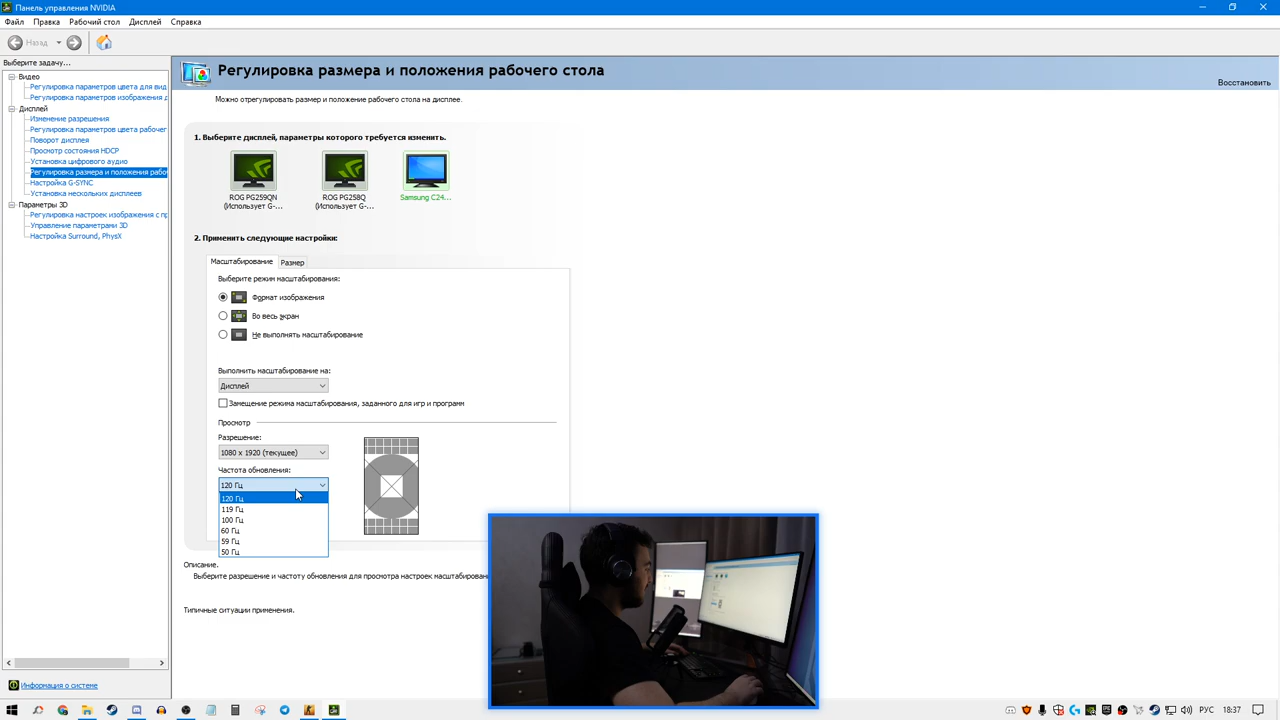 Панель управления NVIDIA
Файл Правка Рабочий стол Дисплей Справка
Назад
Выберите задачу...
Видео
Регулировка параметров цвета для вид
Регулировка параметров изображения д
Дисплей
Изменение разрешения
Регулировка параметров цвета рабочег
Поворот дисплея
Просмотр состояния HDCP
Установка цифрового аудио
Регулировка размера и положения рабо
Настройка G-SYNC
Установка нескольких дисплеев
Параметры 3D
Регулировка настроек изображения с пр
Управление параметрами 3D
Настройка Surround, PhysX
Информация о системе
Регулировка размера и положения рабочего стола
Восстановить
Можно отрегулировать размер и положение рабочего стола на дисплее.
1. Выберите дисплей, параметры которого требуется изменить.
ROG PG259QN
(Использует G-...
ROG PG258Q
(Использует G-...
Samsung C24...
2. Применить следующие настройки:
Масштабирование Размер
Выберите режим масштабирования:
Формат изображения
Во весь экран
Не выполнять масштабирование
Выполнить масштабирование на:
Дисплей
Замещение режима масштабирования, заданного для игр и программ
Просмотр
Разрешение:
1080 x 1920 (текущее)
Частота обновления:
120 Гц
120 Гц
119 Гц
100 Гц
60 Гц
59 Гц
50 Гц
Описание.
Выберите разрешение и частоту обновления для просмотра настроек масштабирован
Типичные ситуации применения.
РУС 18:37